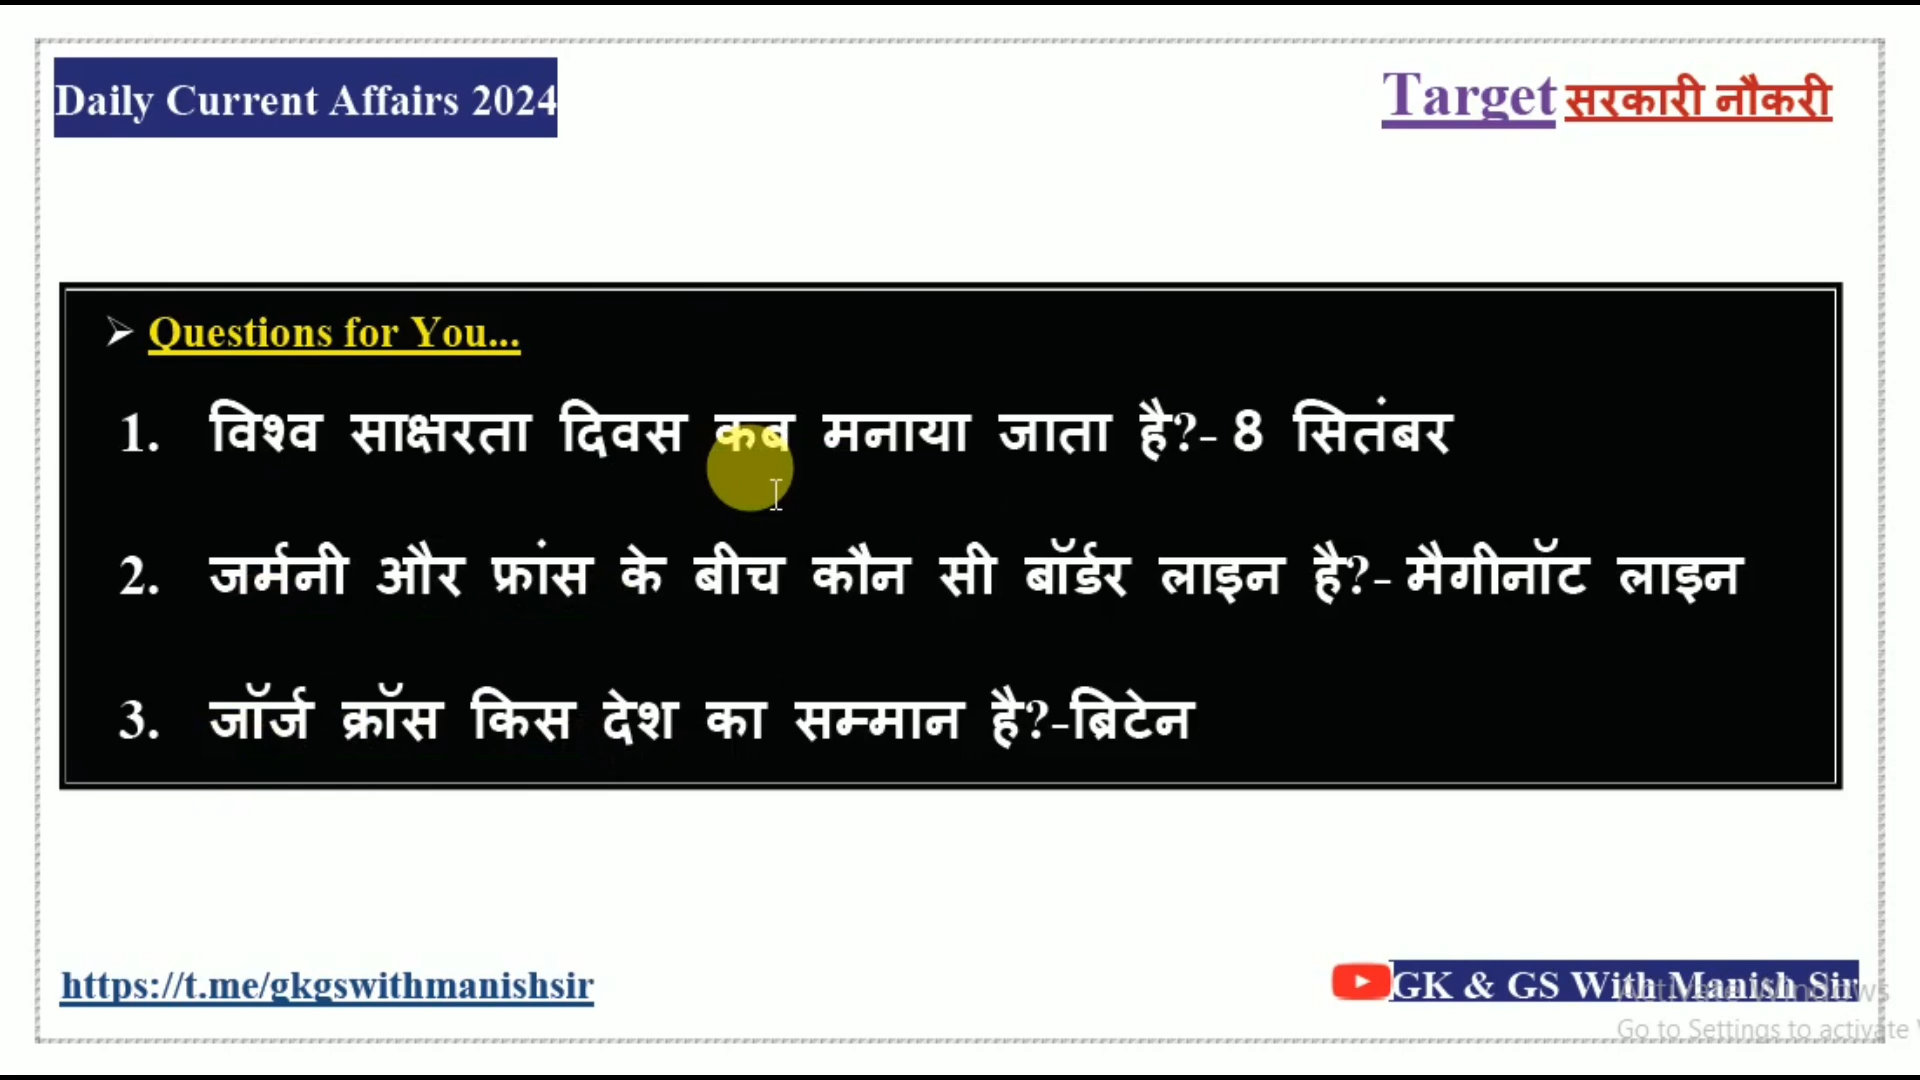 Daily Current Affairs 2024
Target सरकारी नौकरी
➢ Questions for You...
1. विश्व साक्षरता दिवस कब मनाया जाता है?- 8 सितंबर
2. जर्मनी और फ्रांस के बीच कौन सी बॉर्डर लाइन है?- मैगीनॉट लाइन
3. जॉर्ज क्रॉस किस देश का सम्मान है?-ब्रिटेन
https://t.me/gkgswithmanishsir
GK & GS With Manish Sir
Activate Windows
Go to Settings to activate